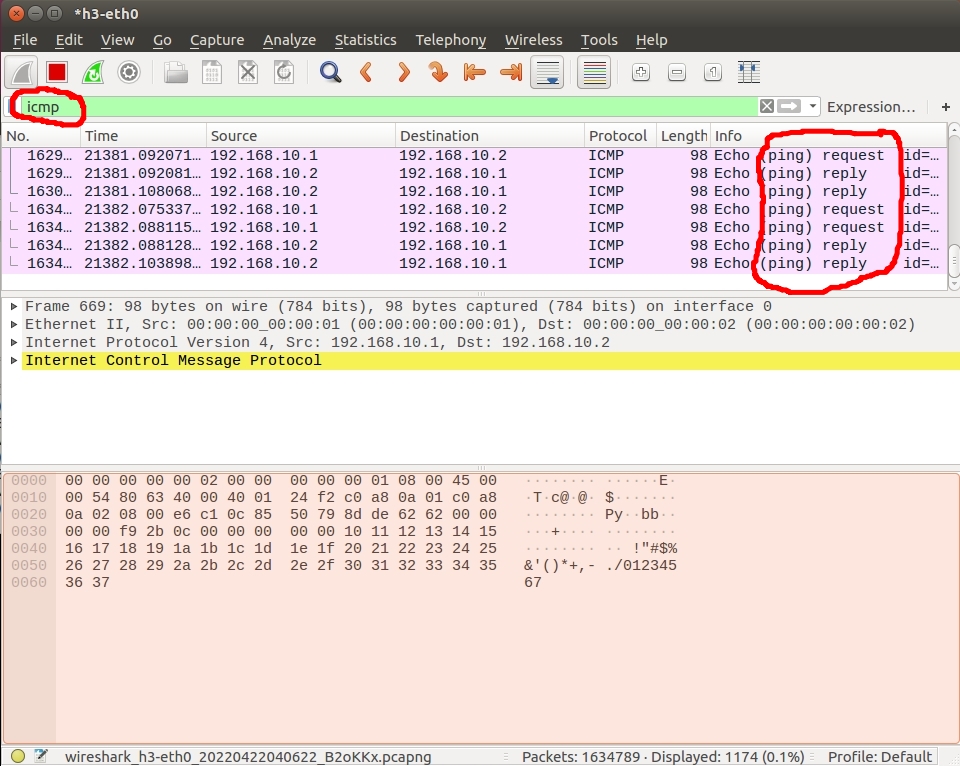 *h3-eth0
File Edit View Go Capture Analyze Statistics Telephony Wireless Tools Help
icmp Expression… +
No. Time Source Destination Protocol Length Info
1629… 21381.092071… 192.168.10.1 192.168.10.2 ICMP 98 Echo (ping) request id=…
1629… 21381.092081… 192.168.10.2 192.168.10.1 ICMP 98 Echo (ping) reply id=…
1630… 21381.108068… 192.168.10.2 192.168.10.1 ICMP 98 Echo (ping) reply id=…
1634… 21382.075337… 192.168.10.1 192.168.10.2 ICMP 98 Echo (ping) request id=…
1634… 21382.088115… 192.168.10.1 192.168.10.2 ICMP 98 Echo (ping) request id=…
1634… 21382.088128… 192.168.10.2 192.168.10.1 ICMP 98 Echo (ping) reply id=…
1634… 21382.103898… 192.168.10.2 192.168.10.1 ICMP 98 Echo (ping) reply id=…
Frame 669: 98 bytes on wire (784 bits), 98 bytes captured (784 bits) on interface 0
Ethernet II, Src: 00:00:00_00:00:01 (00:00:00:00:00:01), Dst: 00:00:00_00:00:02 (00:00:00:00:00:02)
Internet Protocol Version 4, Src: 192.168.10.1, Dst: 192.168.10.2
Internet Control Message Protocol
0000 00 00 00 00 00 02 00 00 00 00 00 01 08 00 45 00 ········ ······E·
0010 00 54 80 63 40 00 40 01 24 f2 c0 a8 0a 01 c0 a8 ·T·c@·@· $·······
0020 0a 02 08 00 e6 c1 0c 85 50 79 8d de 62 62 00 00 ········ Py··bb··
0030 00 00 f9 2b 0c 00 00 00 00 00 10 11 12 13 14 15 ···+···· ········
0040 16 17 18 19 1a 1b 1c 1d 1e 1f 20 21 22 23 24 25 ········ ·· !"#$%
0050 26 27 28 29 2a 2b 2c 2d 2e 2f 30 31 32 33 34 35 &'()*+,- ./012345
0060 36 37 67
wireshark_h3-eth0_20220422040622_B2oKKx.pcapng Packets: 1634789 · Displayed: 1174 (0.1%) Profile: Default